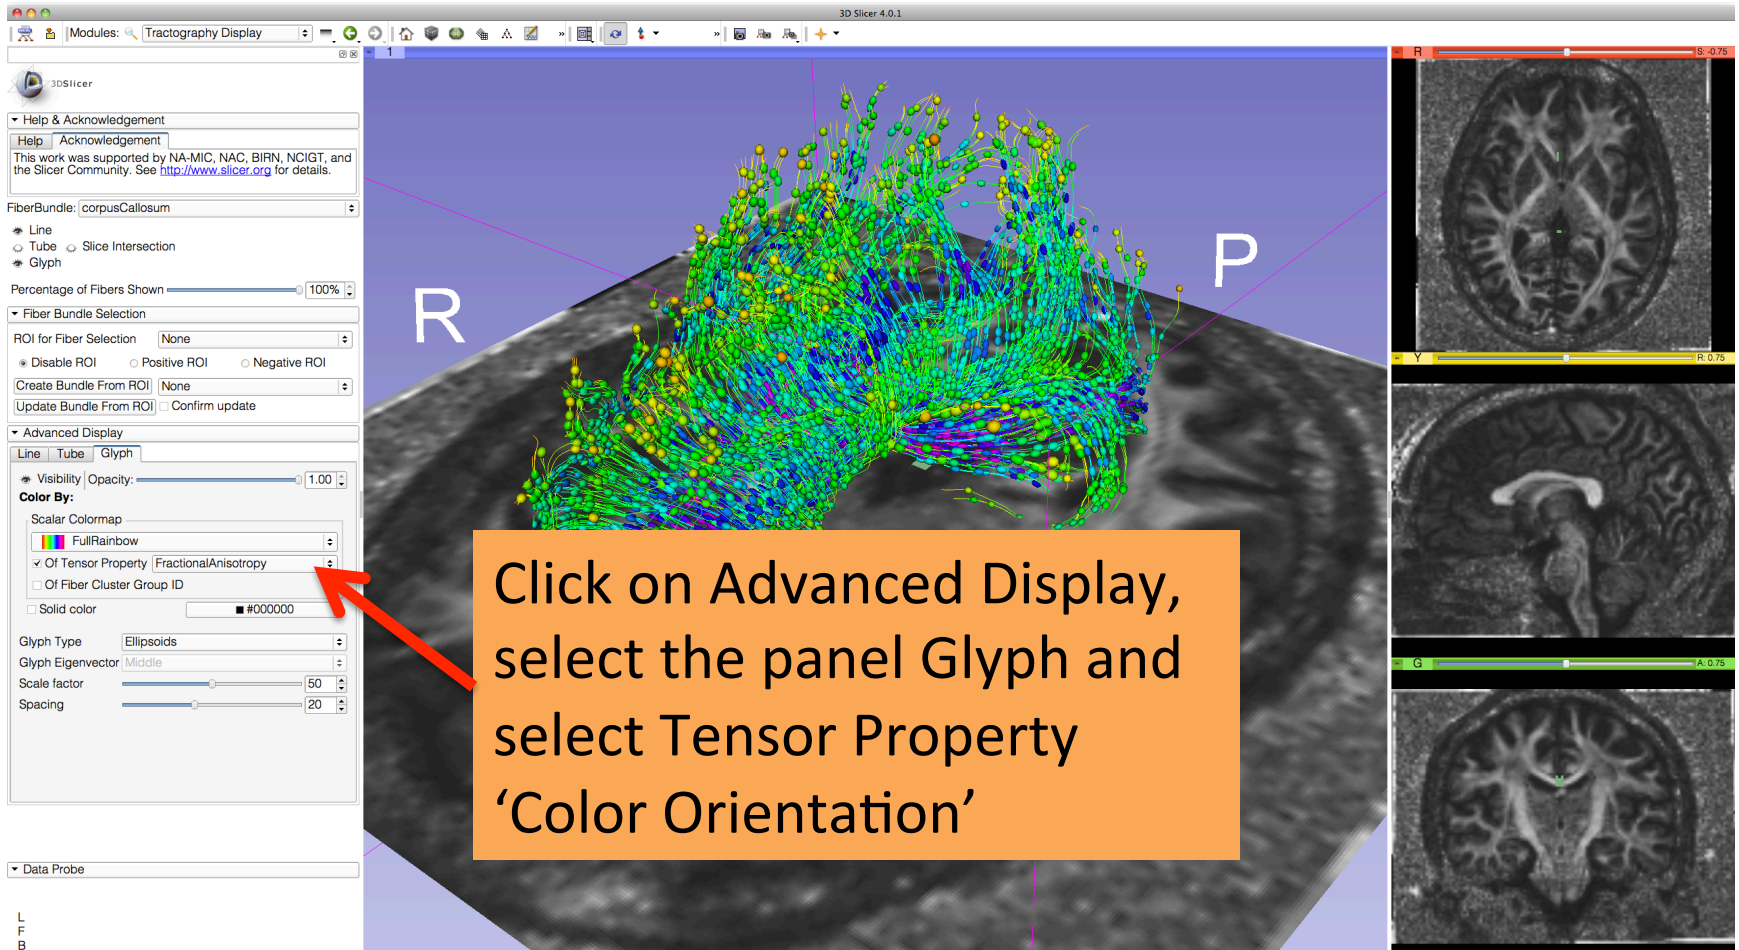 3D Slicer 4.0.1
Modules: Tractography Display
3DSlicer
Help & Acknowledgement
Help Acknowledgement
This work was supported by NA-MIC, NAC, BIRN, NCIGT, and
the Slicer Community. See http://www.slicer.org for details.
FiberBundle: corpusCallosum
Line
Tube Slice Intersection
Glyph
Percentage of Fibers Shown 100%
Fiber Bundle Selection
ROI for Fiber Selection None
Disable ROI Positive ROI Negative ROI
Create Bundle From ROI None
Update Bundle From ROI Confirm update
Advanced Display
Line Tube Glyph
Visibility Opacity: 1.00
Color By:
Scalar Colormap
FullRainbow
Of Tensor Property FractionalAnisotropy
Of Fiber Cluster Group ID
Solid color #000000
Glyph Type Ellipsoids
Glyph Eigenvector Middle
Scale factor 50
Spacing 20
Data Probe
L
F
B
1
R
P
Click on Advanced Display,
select the panel Glyph and
select Tensor Property
‘Color Orientation’
R S: -0.75
Y R: 0.75
G A: 0.75